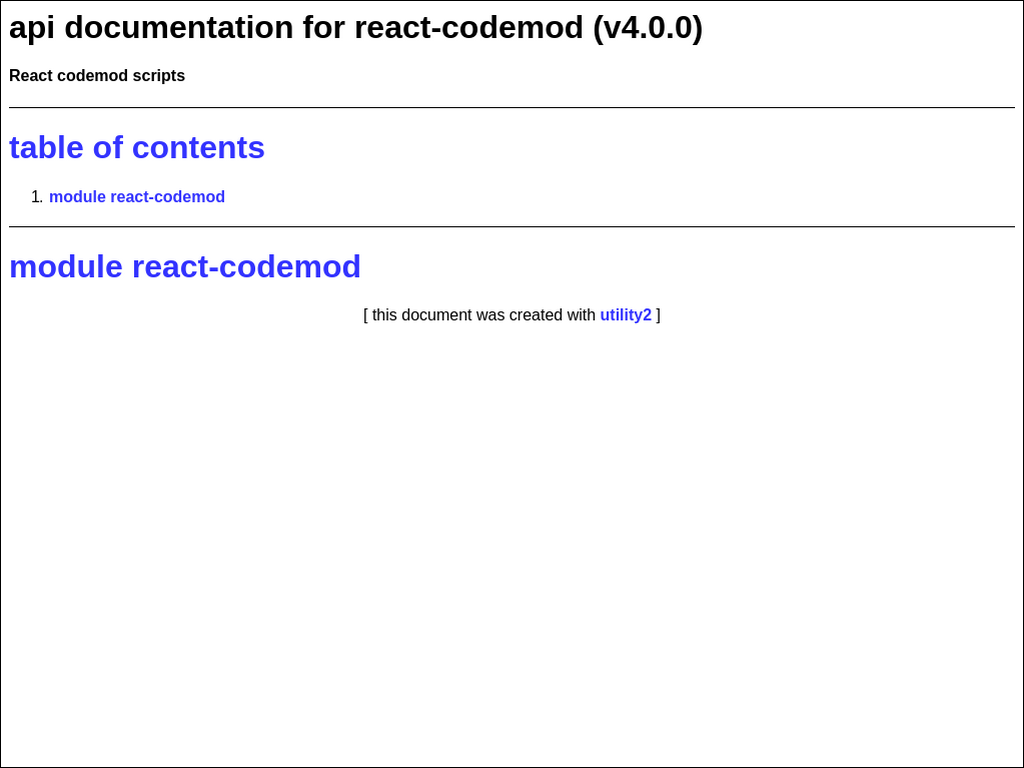 api documentation for react-codemod (v4.0.0)
React codemod scripts
table of contents
1. module react-codemod
module react-codemod
[ this document was created with utility2 ]